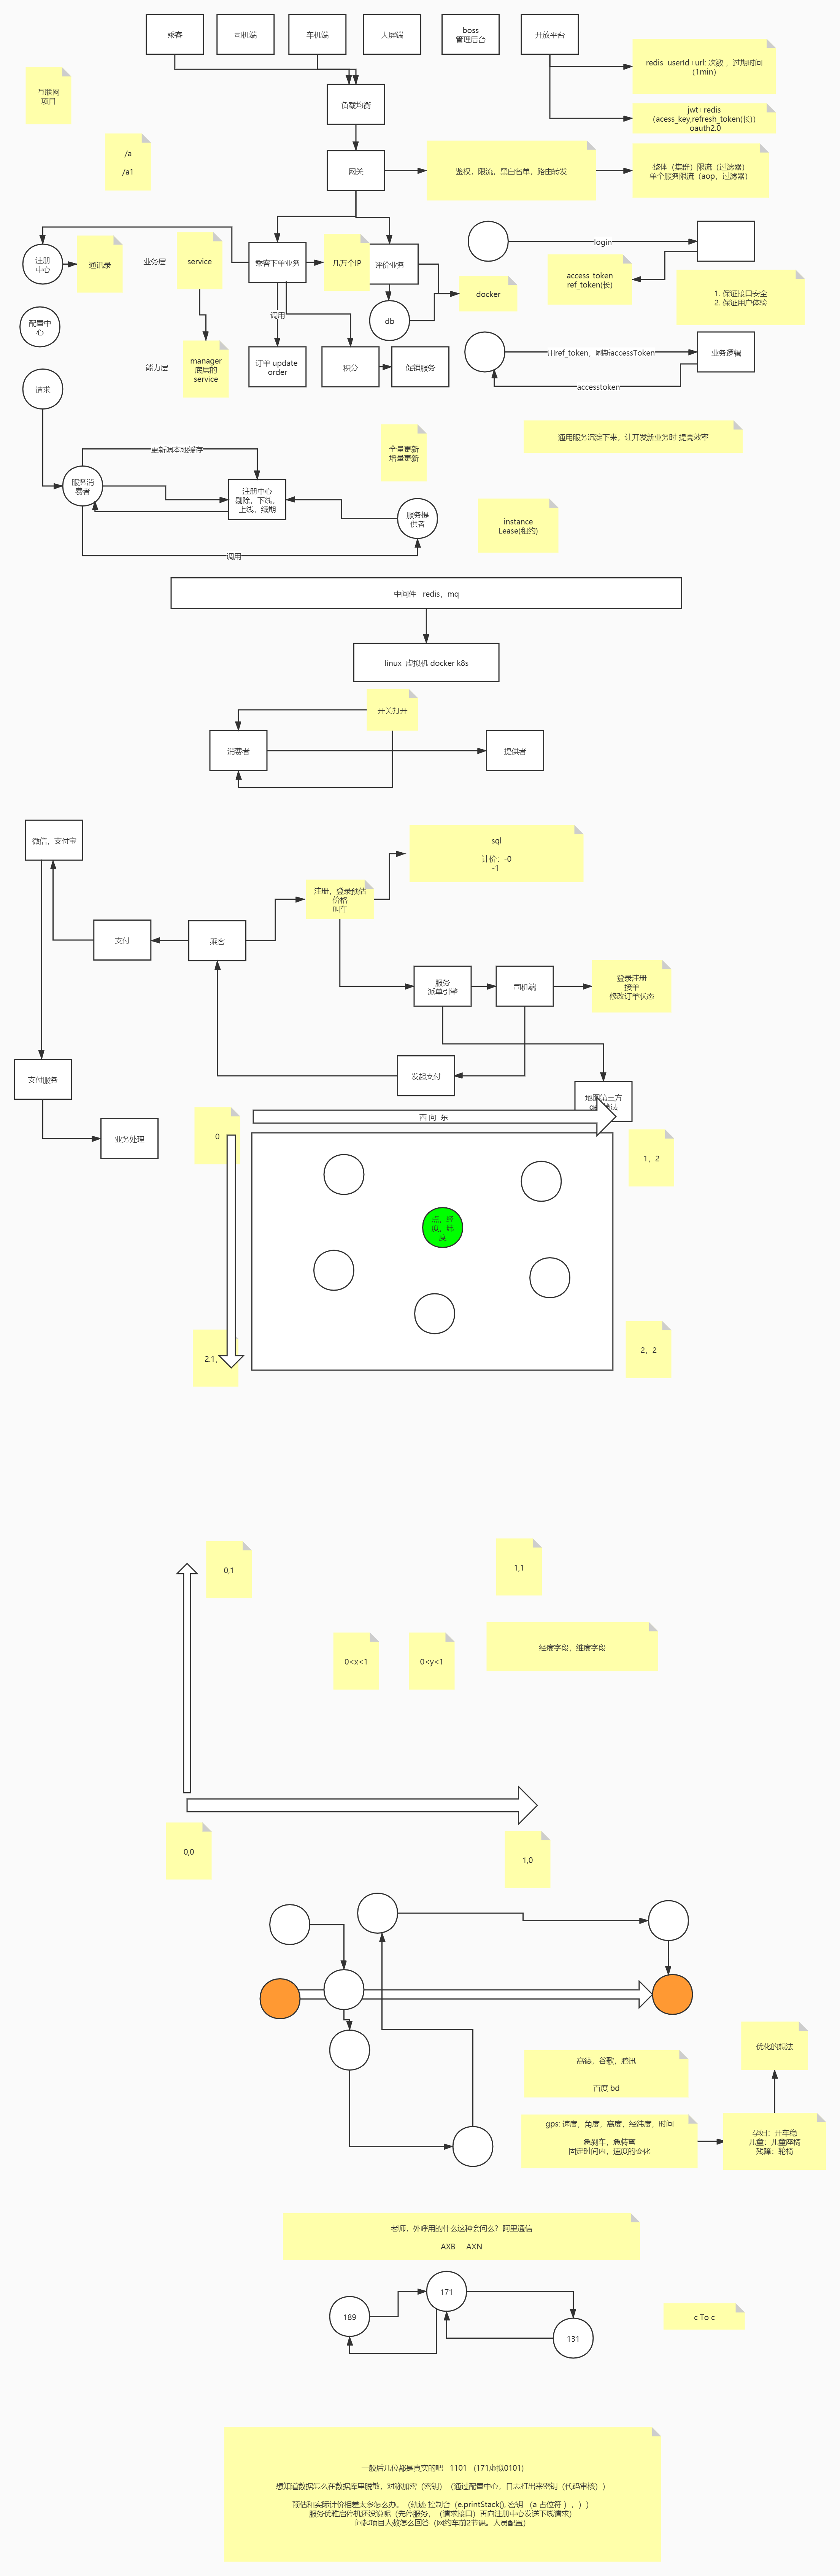 乘客
司机端
车机端
大屏端
boss
管理后台
开放平台
redis userId+url: 次数 ，过期时间
（1min）
互联网
项目
负载均衡
jwt+redis
（acess_key,refresh_token(长)）
oauth2.0
/a
/a1
网关
鉴权，限流，黑白名单，路由转发
整体（集群）限流（过滤器）
单个服务限流（aop，过滤器）
注册
中心
通讯录
业务层
service
乘客下单业务
几万个IP
评价业务
login
access_token
ref_token(长)
docker
1. 保证接口安全
2. 保证用户体验
配置中
心
调用
db
能力层
manager
底层的
service
订单 update
order
积分
促销服务
用ref_token，刷新accessToken
业务逻辑
accesstoken
请求
通用服务沉淀下来，让开发新业务时 提高效率
更新调本地缓存
全量更新
增量更新
服务消
费者
注册中心
剔除，下线，
上线，续期
服务提
供者
instance
Lease(租约)
调用
中间件 redis，mq
linux 虚拟机 docker k8s
开关打开
消费者
提供者
微信，支付宝
sql
计价：-0
-1
注册，登录预估
价格
叫车
支付
乘客
服务
派单引擎
司机端
登录注册
接单
修改订单状态
支付服务
发起支付
地图第三方
西向 东
业务处理
0
1，2
点，经
度，纬
度
2.1,
2，2
0,1
1,1
0<x<1
0<y<1
经度字段，维度字段
0,0
1,0
高德，谷歌，腾讯
百度 bd
优化的想法
gps: 速度，角度，高度，经纬度，时间
急刹车，急转弯
固定时间内，速度的变化
孕妇：开车稳
儿童：儿童座椅
残障：轮椅
老师，外呼用的什么这种会问么？阿里通信
AXB AXN
171
189
131
c To c
一般后几位都是真实的吧 1101 （171虚拟0101）
想知道数据怎么在数据库里脱敏，对称加密（密钥）（通过配置中心，日志打出来密钥（代码审核））
预估和实际计价相差太多怎么办。（轨迹 控制台（e.printStack(), 密钥 （a 占位符 ），））
服务优雅启停机还没说呢（先停服务，（请求接口）再向注册中心发送下线请求）
问起项目人数怎么回答（网约车前2节课。人员配置）